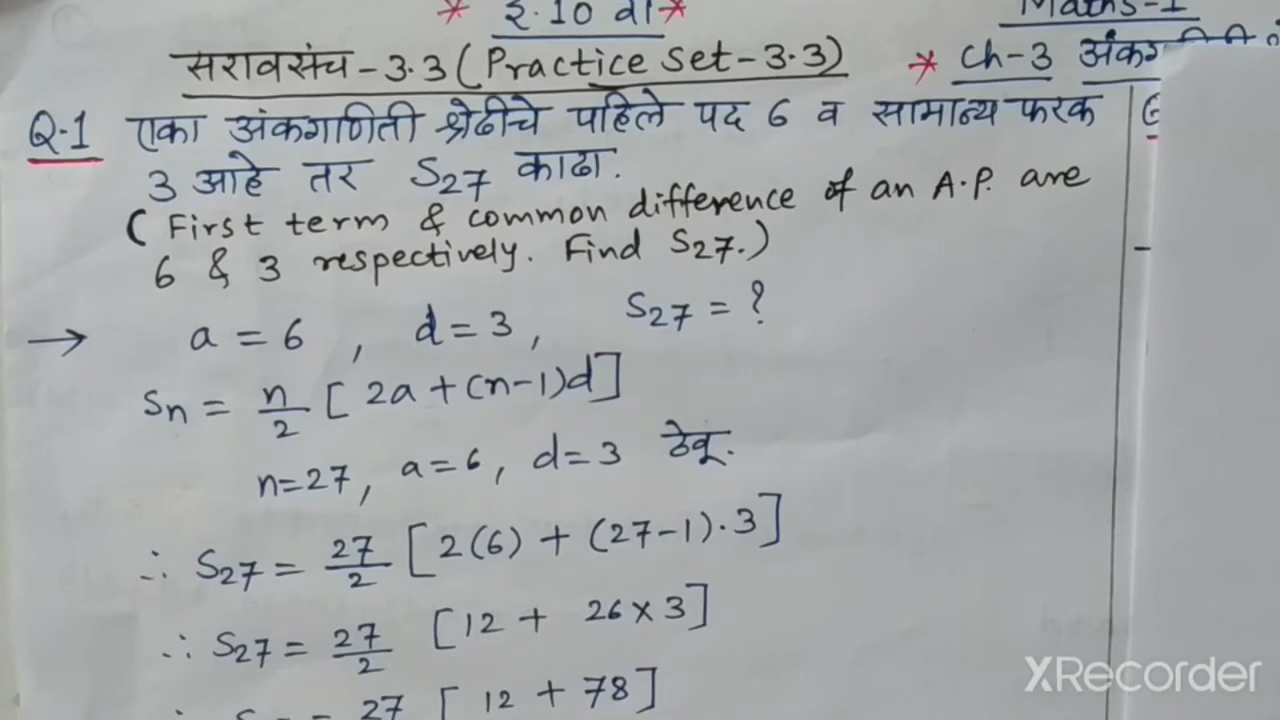 * इ.10 वी *
Maths-1
सरावसंच - 3.3 ( Practice Set - 3.3)
* Ch-3
Q.1 एका अंकगणिती श्रेढीचे पहिले पद 6 व सामान्य फरक
3 आहे तर S27 काढा.
( First term & common difference of an A.P. are
6 & 3 respectively. Find S27.)
→ a = 6 , d = 3 , S27 = ?
Sn = n/2 [ 2a + (n-1)d ]
n=27, a=6, d=3 ठेवू.
∴ S27 = 27/2 [ 2(6) + (27-1).3 ]
∴ S27 = 27/2 [ 12 + 26 x 3 ]
27 [ 12 + 78 ]
XRecorder